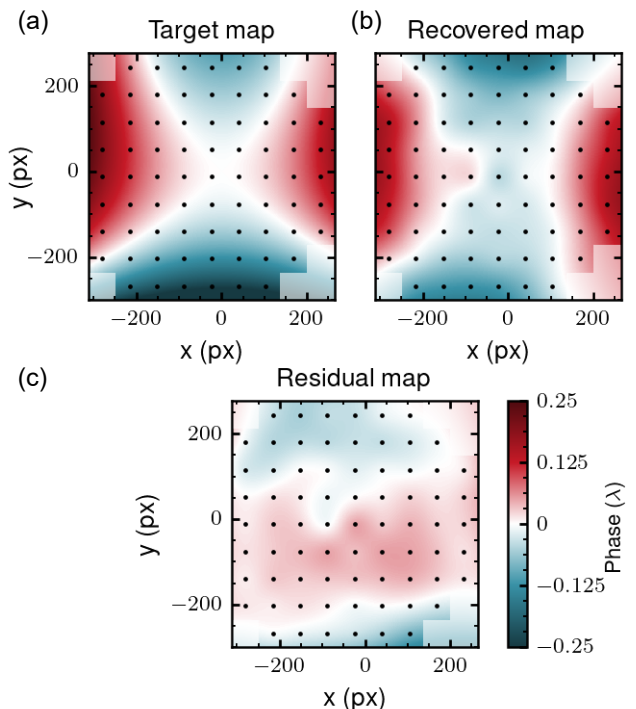 (a) Target map (b) Recovered map
200
0
−200
y (px)
−200 0 200 −200 0 200
x (px) x (px)
(c) Residual map
200
0
−200
y (px)
−200 0 200
x (px)
0.25
0.125
0
−0.125
−0.25
Phase (λ)